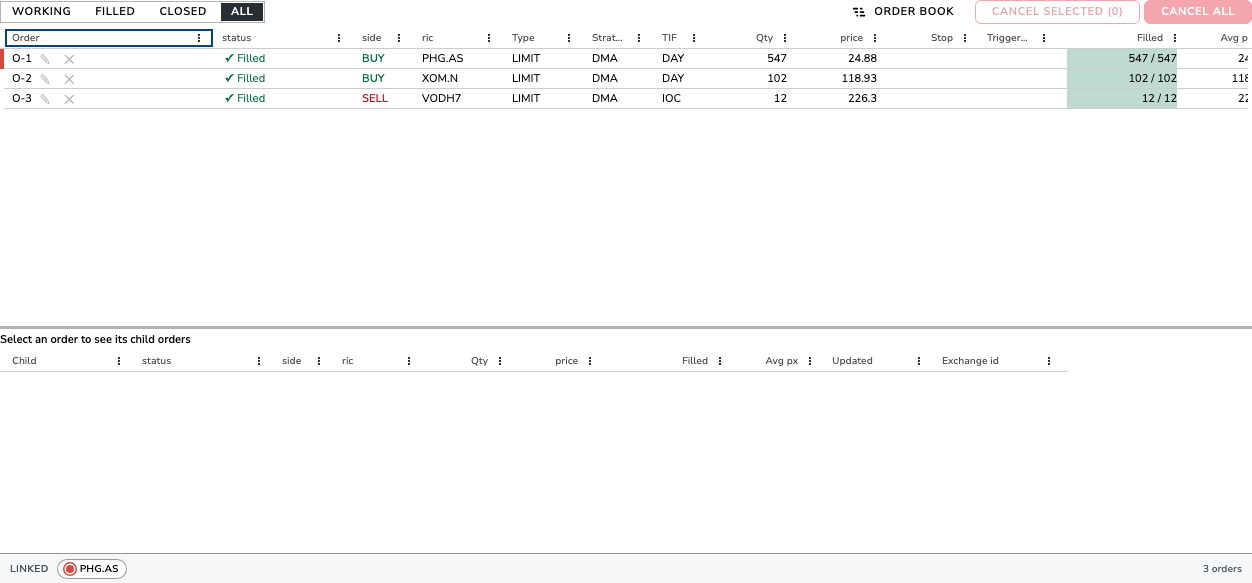 WORKING FILLED CLOSED ALL ORDER BOOK CANCEL SELECTED (0) CANCEL ALL
Order status side ric Type Strat... TIF Qty price Stop Trigger... Filled Avg p
O-1 ✓ Filled BUY PHG.AS LIMIT DMA DAY 547 24.88 547 / 547 24
O-2 ✓ Filled BUY XOM.N LIMIT DMA DAY 102 118.93 102 / 102 118
O-3 ✓ Filled SELL VODH7 LIMIT DMA IOC 12 226.3 12 / 12 22
Select an order to see its child orders
Child status side ric Qty price Filled Avg px Updated Exchange id
LINKED PHG.AS 3 orders